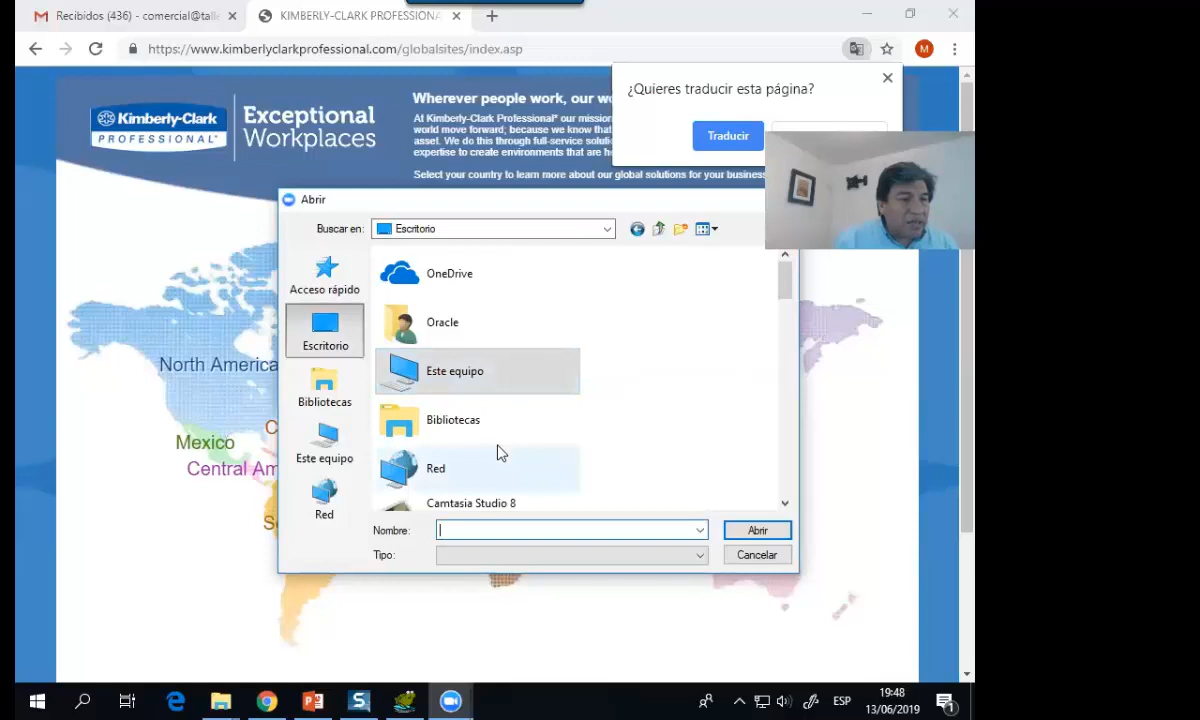 Recibidos (436) - comercial@tall
KIMBERLY-CLARK PROFESSIONA
https://www.kimberlyclarkprofessional.com/globalsites/index.asp
M
¿Quieres traducir esta página?
Traducir
Kimberly-Clark
PROFESSIONAL*
Exceptional
Workplaces
Wherever people work, our wo
At Kimberly-Clark Professional* our mission
world move forward; because we know that
asset. We do this through full-service soluti
expertise to create environments that are he
Select your country to learn more about our global solutions for your business
Abrir
Buscar en:
Escritorio
Acceso rápido
Escritorio
Bibliotecas
Este equipo
Red
OneDrive
Oracle
Este equipo
Bibliotecas
Red
Camtasia Studio 8
Nombre:
Abrir
Tipo:
Cancelar
North America
Mexico
C
Central Am
S
ESP
19:48
13/06/2019
1